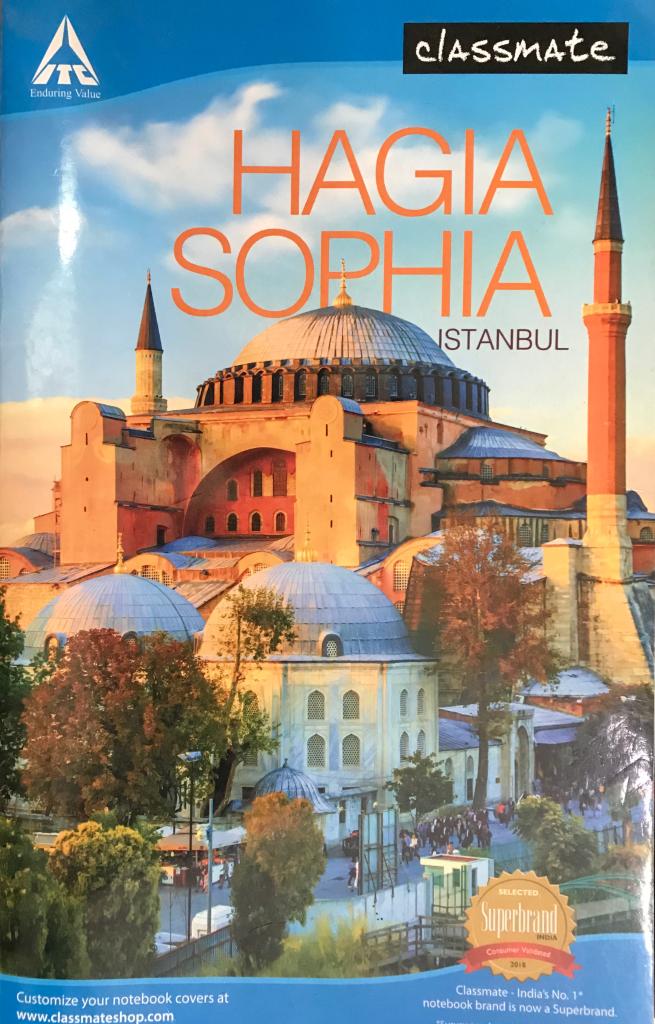 ITC
Enduring Value
classmate
HAGIA
SOPHIA
ISTANBUL
SELECTED
Superbrand
INDIA
Consumer Validated
2018
Classmate - India's No. 1*
notebook brand is now a Superbrand.
Customize your notebook covers at
www.classmateshop.com